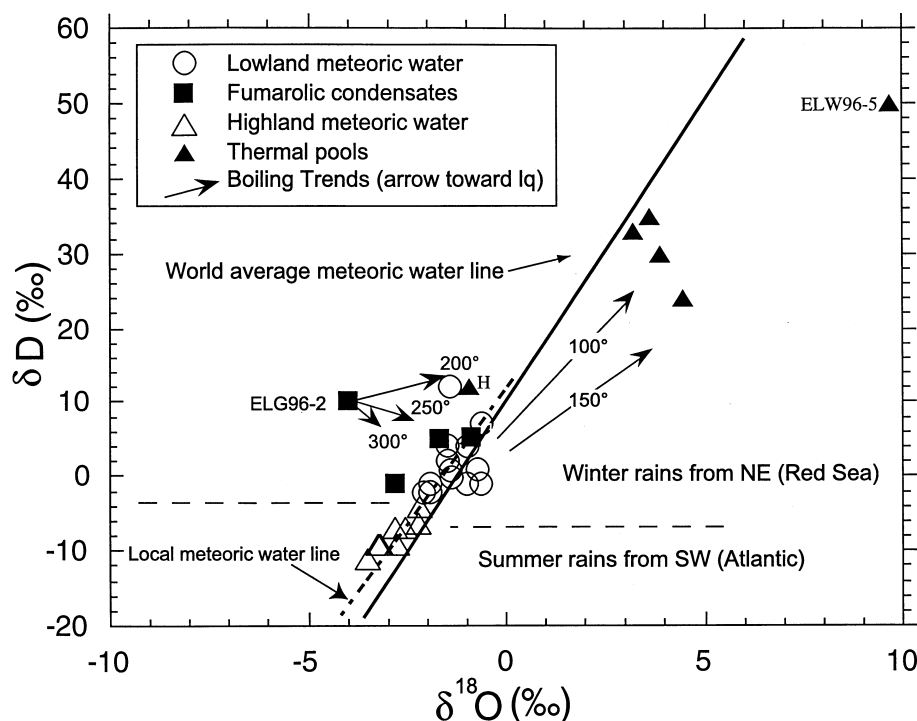 60
50
40
30
20
10
0
-10
-20
δD (‰)
Lowland meteoric water
Fumarolic condensates
Highland meteoric water
Thermal pools
Boiling Trends (arrow toward lq)
ELW96-5
World average meteoric water line
100°
150°
200°
H
250°
300°
ELG96-2
Winter rains from NE (Red Sea)
Summer rains from SW (Atlantic)
Local meteoric water line
-10
-5
0
5
10
δ¹⁸O (‰)